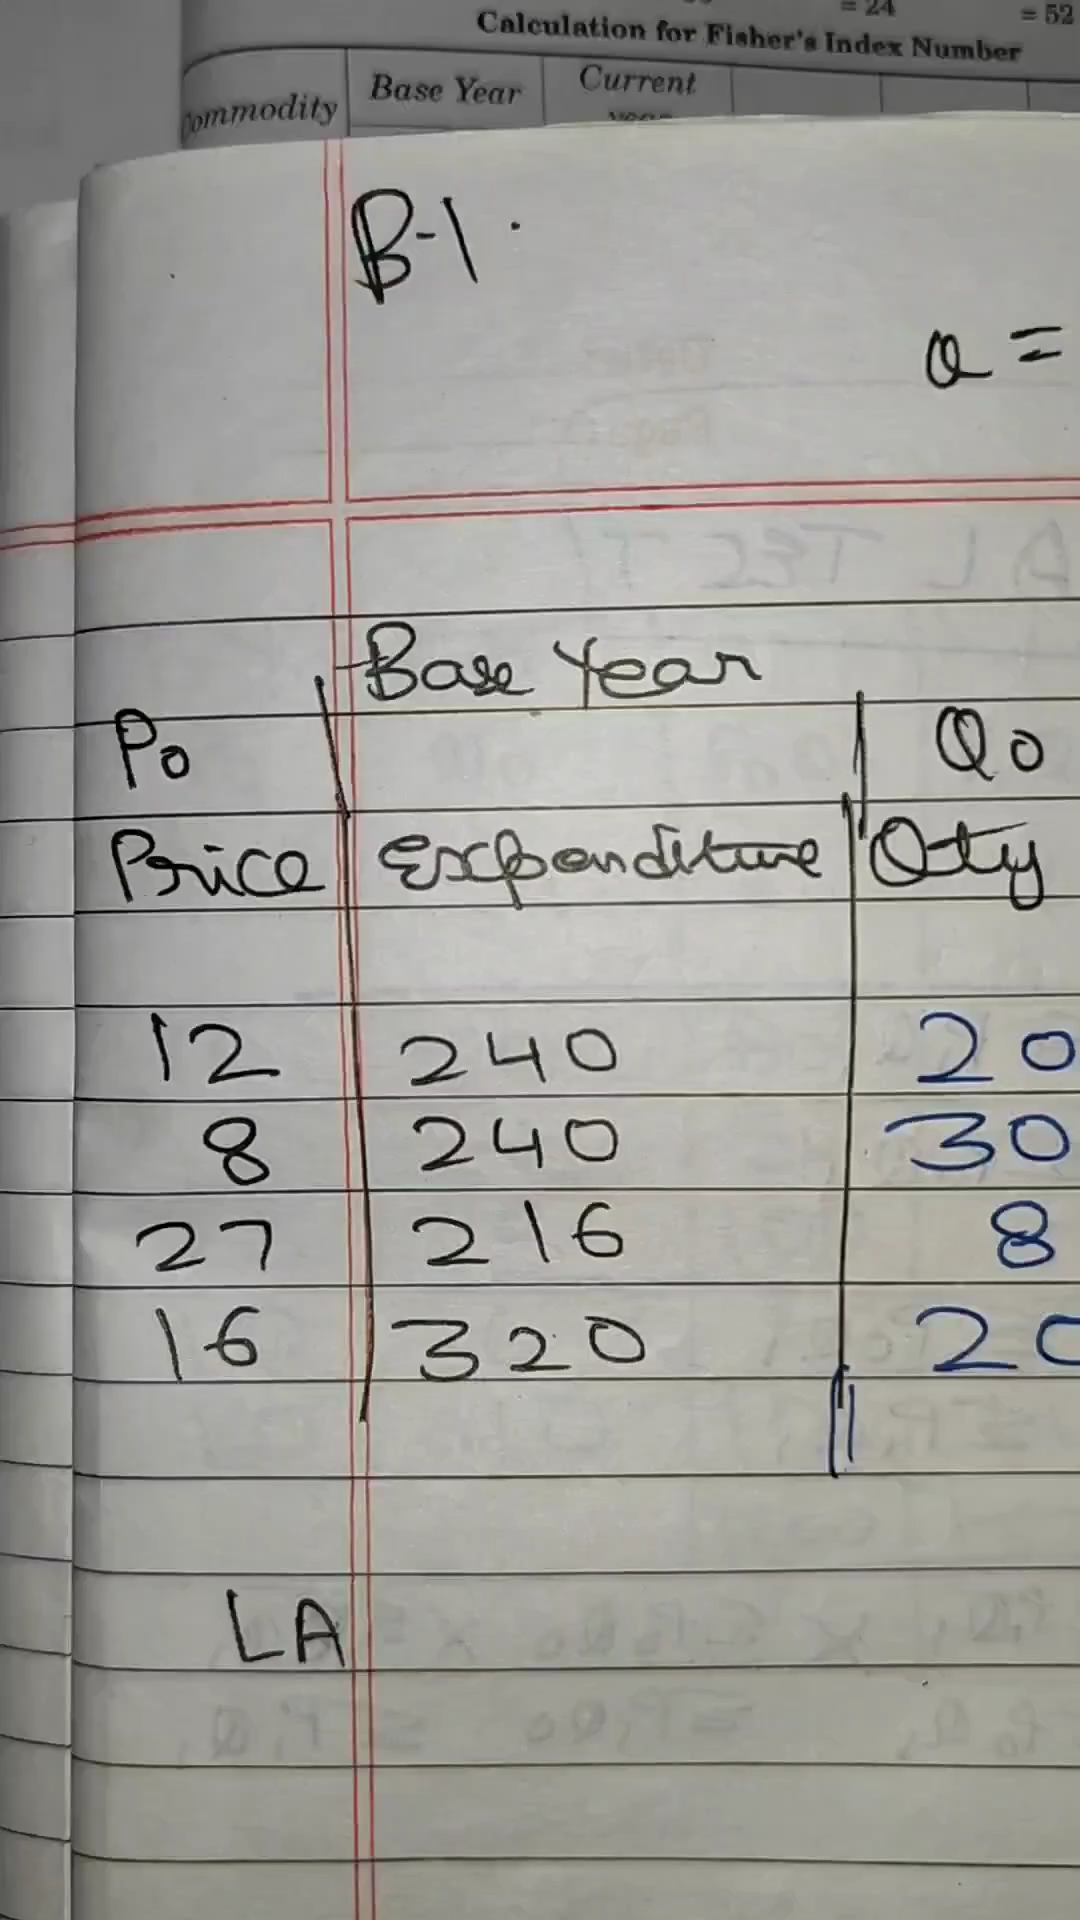 = 24
= 52
Calculation for Fisher's Index Number
Commodity Base Year Current
B-1.
Q =
Base Year
Po Qo
Price Expenditure Qty
12 240 20
8 240 30
27 216 8
16 320 20
LA